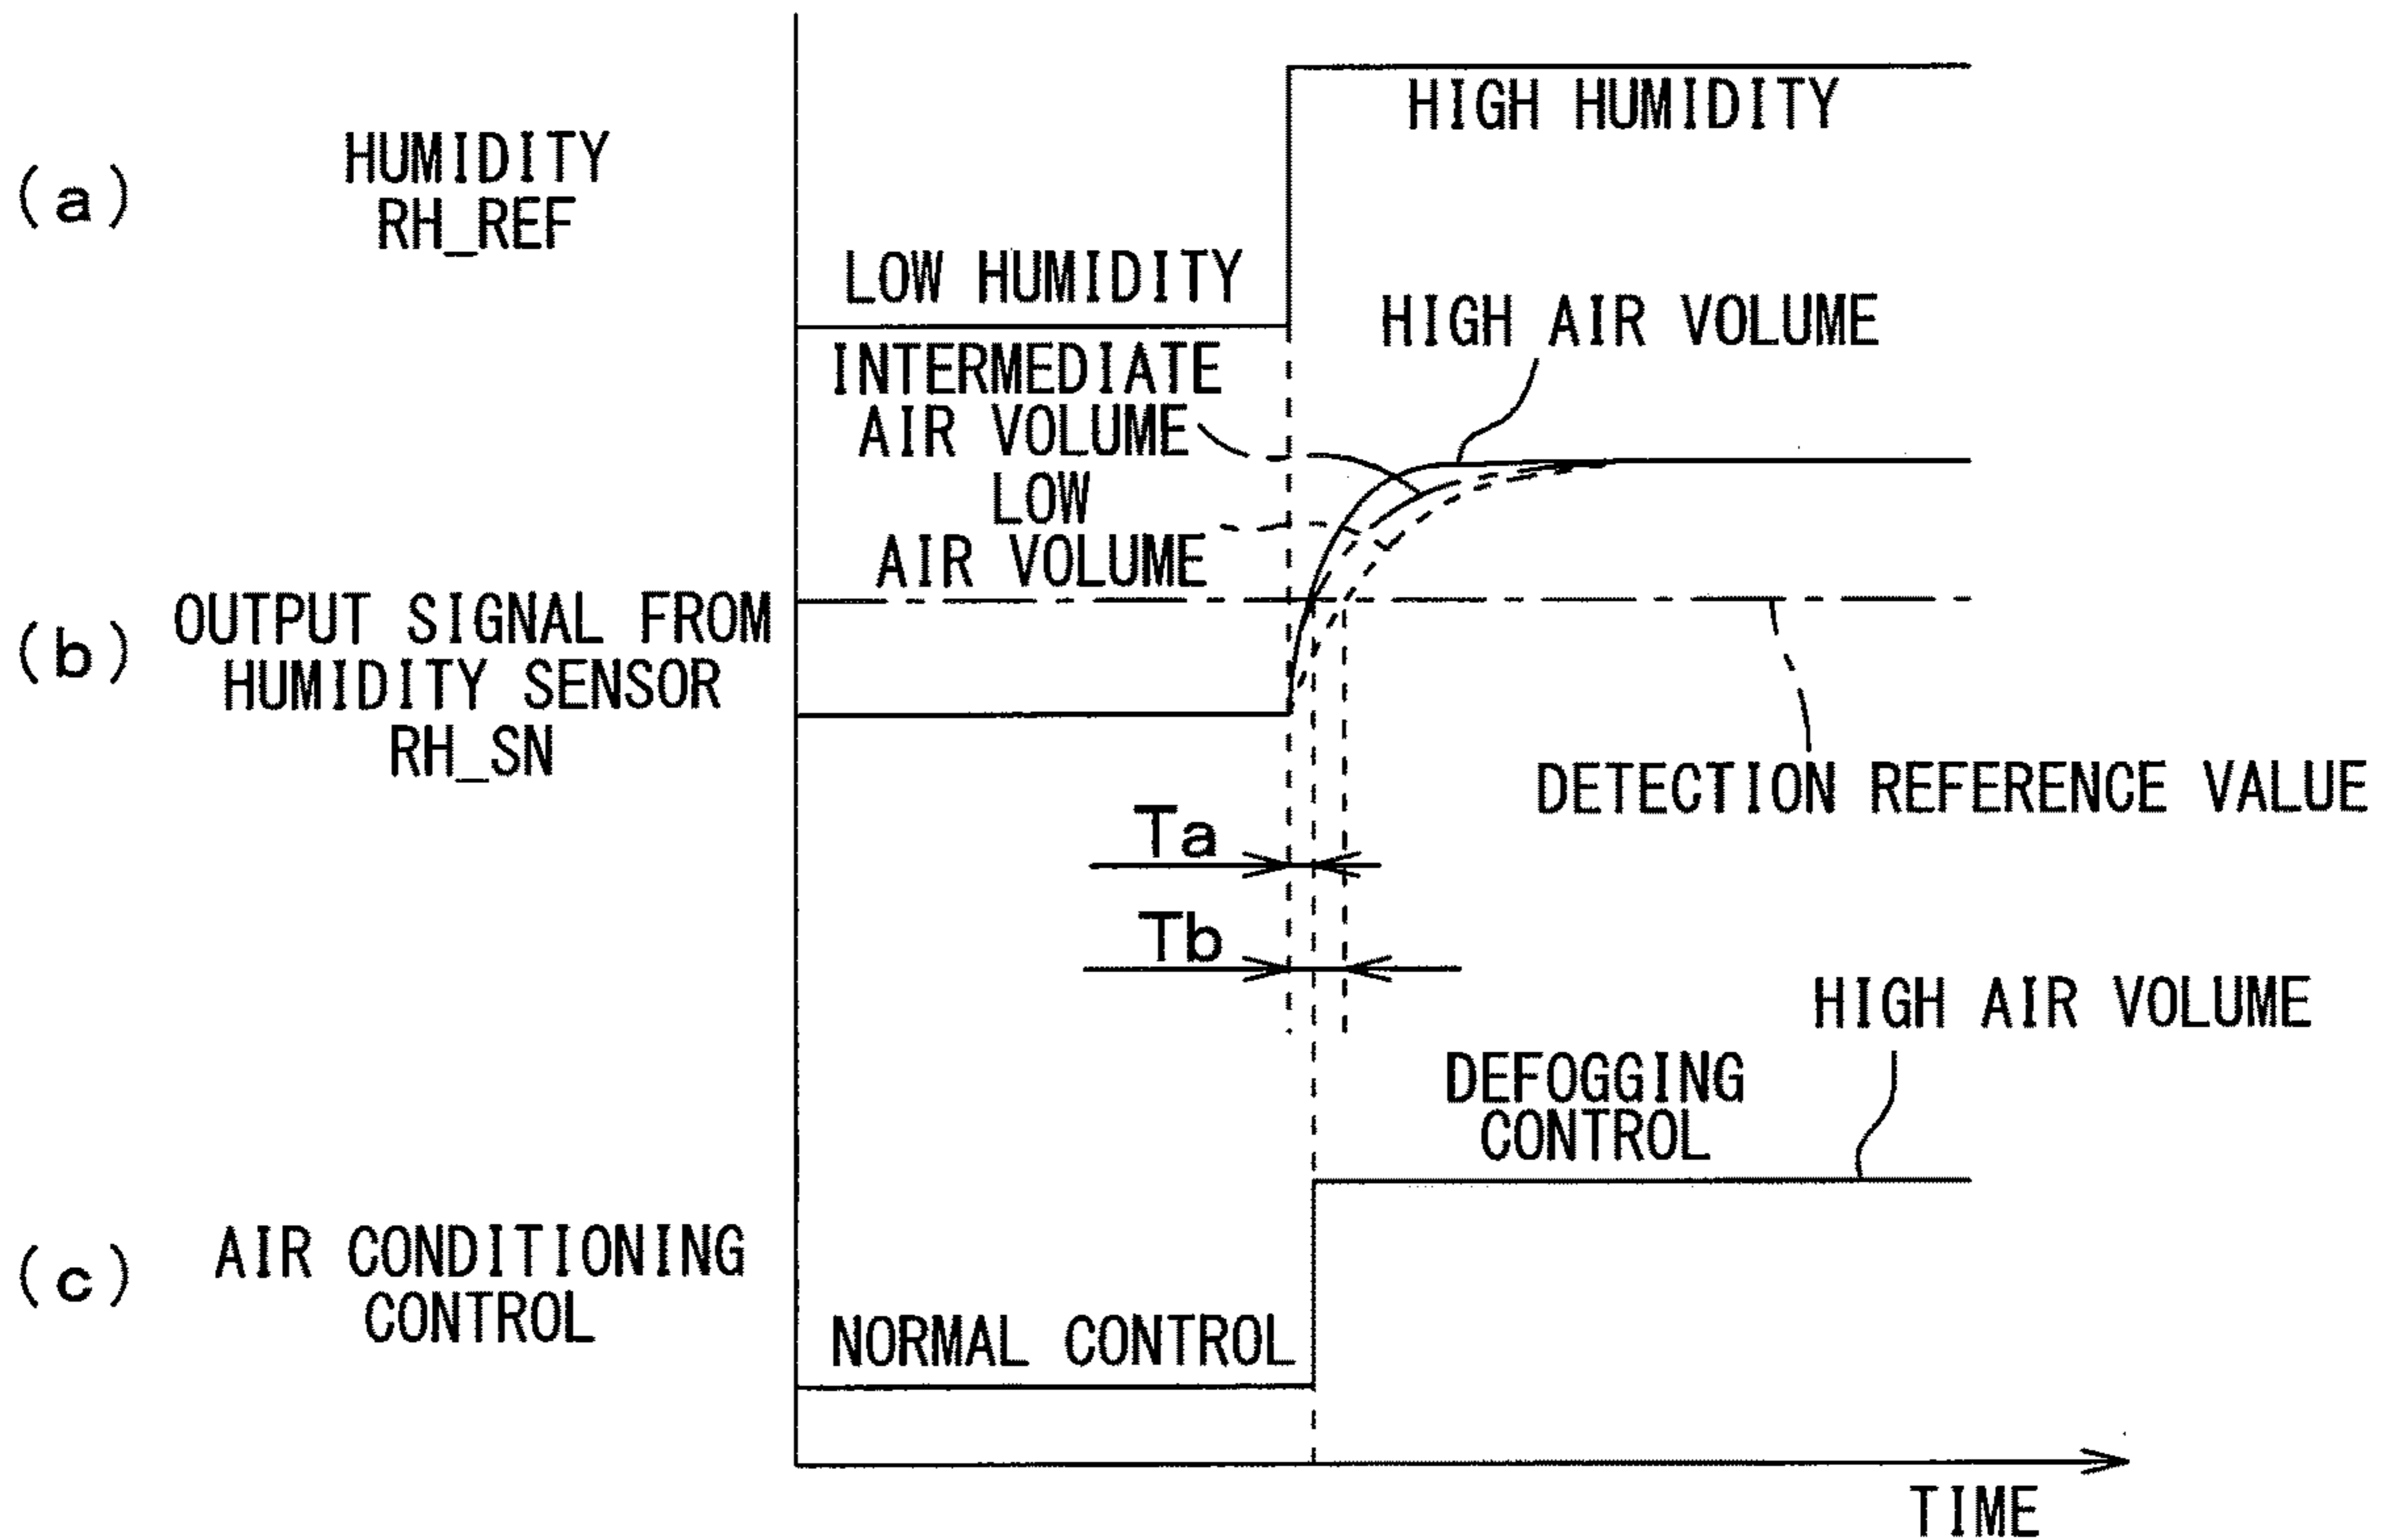 (a)
HUMIDITY
RH_REF
LOW HUMIDITY
HIGH HUMIDITY
HIGH AIR VOLUME
INTERMEDIATE
AIR VOLUME
LOW
AIR VOLUME
(b)
OUTPUT SIGNAL FROM
HUMIDITY SENSOR
RH_SN
DETECTION REFERENCE VALUE
Ta
Tb
HIGH AIR VOLUME
DEFOGGING
CONTROL
(c)
AIR CONDITIONING
CONTROL
NORMAL CONTROL
TIME